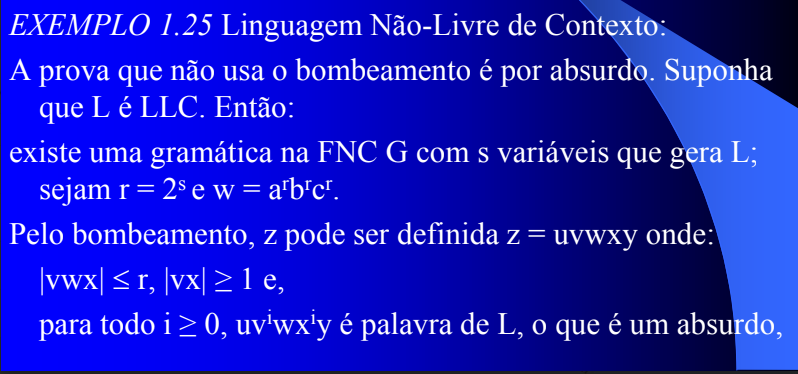 EXEMPLO 1.25 Linguagem Não-Livre de Contexto:
A prova que não usa o bombeamento é por absurdo. Suponha
que L é LLC. Então:
existe uma gramática na FNC G com s variáveis que gera L;
sejam r = 2ˢ e w = aʳbʳcʳ.
Pelo bombeamento, z pode ser definida z = uvwxy onde:
|vwx| ≤ r, |vx| ≥ 1 e,
para todo i ≥ 0, uvⁱwxⁱy é palavra de L, o que é um absurdo,